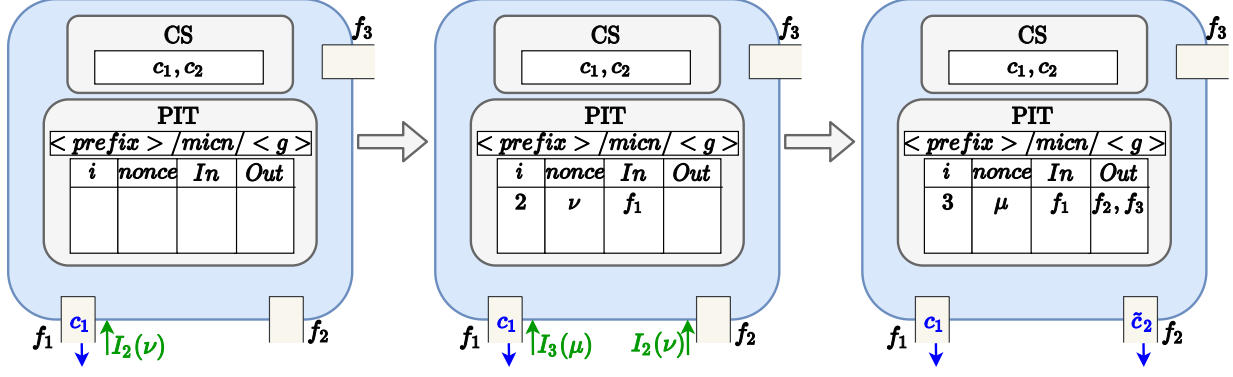 f₃
CS
c₁, c₂
PIT
< prefix > /micn/ < g >
i nonce In Out
f₁ c₁ I₂(ν) f₂
f₃
CS
c₁, c₂
PIT
< prefix > /micn/ < g >
i nonce In Out
2 ν f₁
f₁ c₁ I₃(μ) I₂(ν) f₂
f₃
CS
c₁, c₂
PIT
< prefix > /micn/ < g >
i nonce In Out
3 μ f₁ f₂, f₃
f₁ c₁ c̃₂ f₂